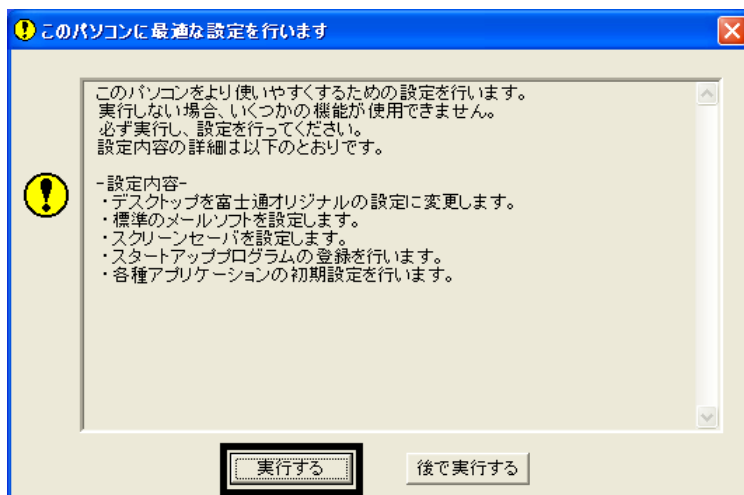 このパソコンに最適な設定を行います
このパソコンをより使いやすくするための設定を行います。
実行しない場合、いくつかの機能が使用できません。
必ず実行し、設定を行ってください。
設定内容の詳細は以下のとおりです。
-設定内容-
・デスクトップを富士通オリジナルの設定に変更します。
・標準のメールソフトを設定します。
・スクリーンセーバを設定します。
・スタートアッププログラムの登録を行います。
・各種アプリケーションの初期設定を行います。
実行する
後で実行する